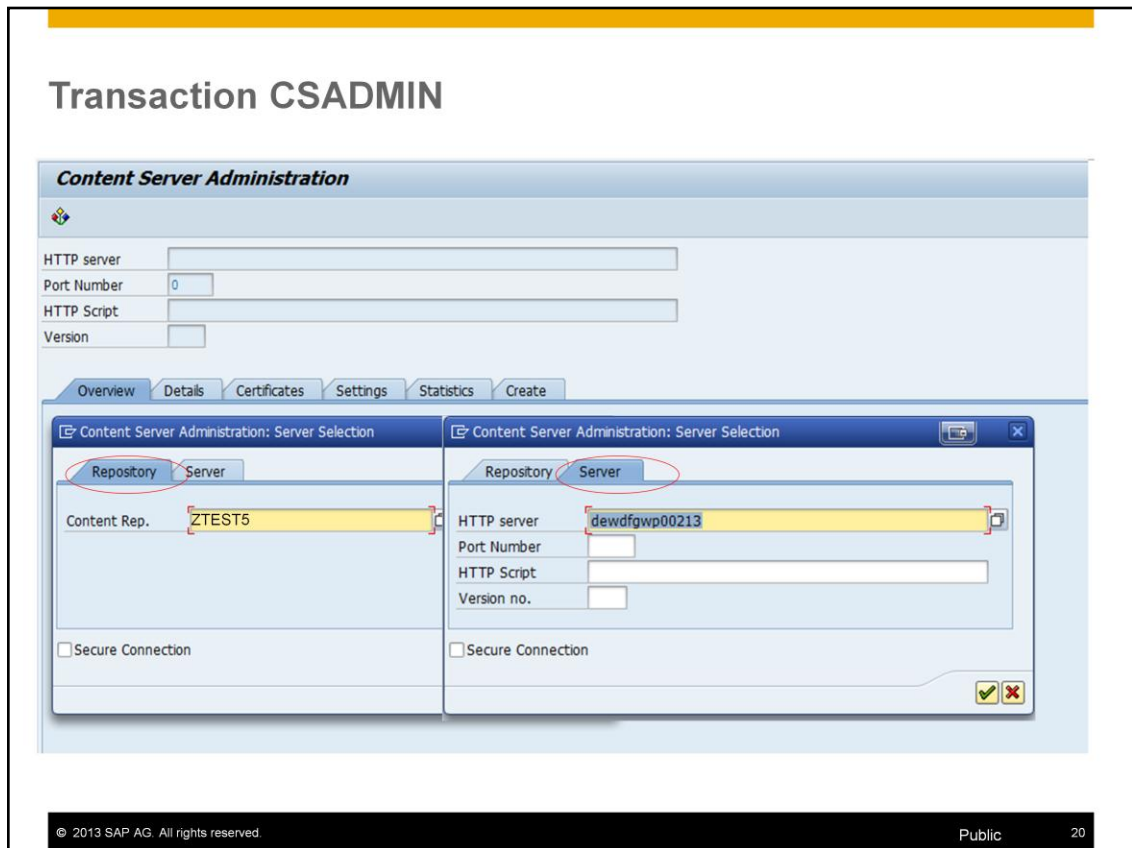 Transaction CSADMIN
Content Server Administration
HTTP server
Port Number 0
HTTP Script
Version
Overview Details Certificates Settings Statistics Create
Content Server Administration: Server Selection
Repository Server
Content Rep. ZTEST5
Secure Connection
Content Server Administration: Server Selection
Repository Server
HTTP server dewdfgwp00213
Port Number
HTTP Script
Version no.
Secure Connection
© 2013 SAP AG. All rights reserved. Public 20